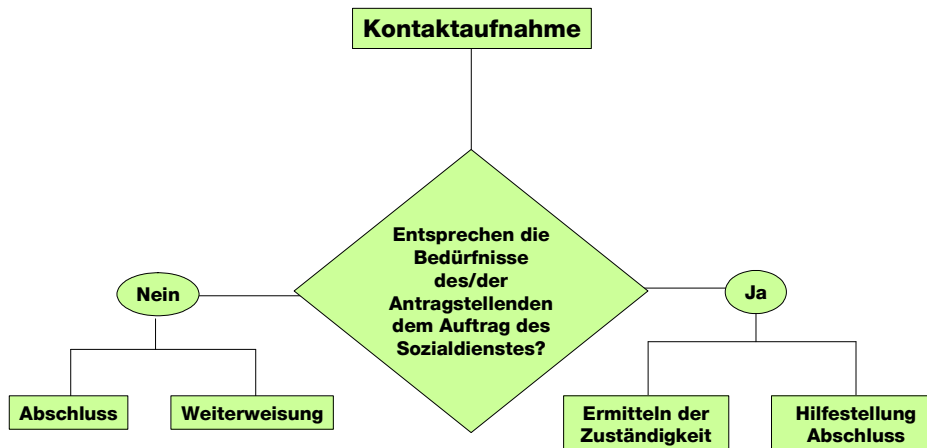 Kontaktaufnahme
Entsprechen die
Bedürfnisse
des/der
Antragstellenden
dem Auftrag des
Sozialdienstes?
Nein
Ja
Abschluss
Weiterweisung
Ermitteln der
Zuständigkeit
Hilfestellung
Abschluss